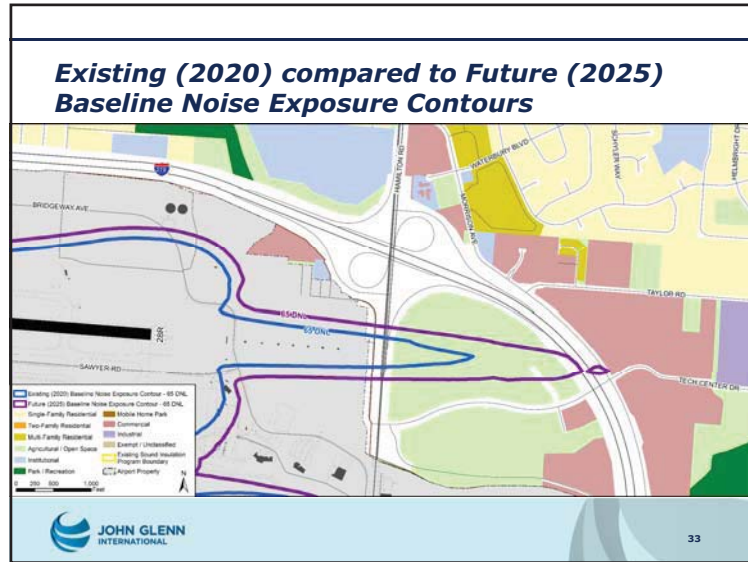 Existing (2020) compared to Future (2025)
Baseline Noise Exposure Contours
BRIDGEWAY AVE
HAMILTON RD
MORRISON AVE
WATERBURY BLVD
SCHYLER WAY
HELMBRIGHT DR
TAYLOR RD
TECH CENTER DR
65 DNL
65 DNL
28R
SAWYER RD
Existing (2020) Baseline Noise Exposure Contour - 65 DNL
Future (2025) Baseline Noise Exposure Contour - 65 DNL
Single-Family Residential
Two-Family Residential
Multi-Family Residential
Agricultural / Open Space
Institutional
Park / Recreation
Mobile Home Park
Commercial
Industrial
Exempt / Unclassified
Existing Sound Insulation
Program Boundary
Airport Property
N
0 250 500 1,000
Feet
JOHN GLENN
INTERNATIONAL
33